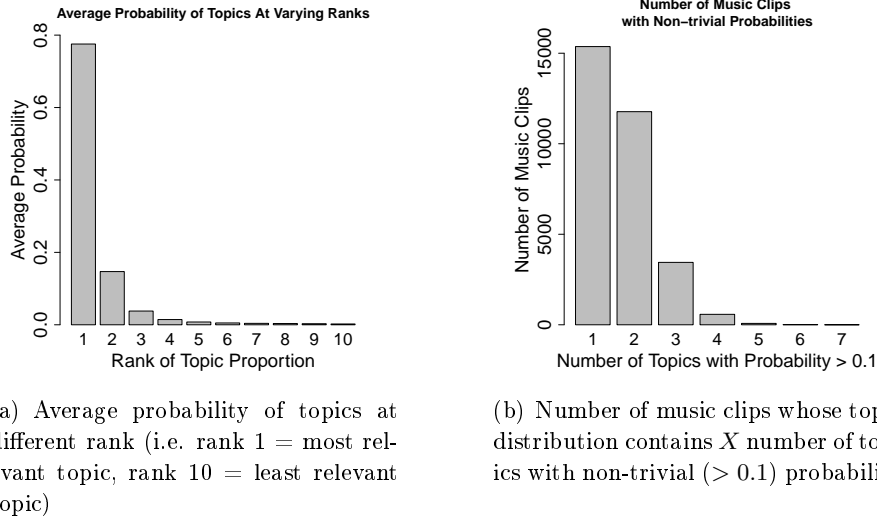 Average Probability of Topics At Varying Ranks
Average Probability
0.0 0.2 0.4 0.6 0.8
1 2 3 4 5 6 7 8 9 10
Rank of Topic Proportion
Number of Music Clips
with Non−trivial Probabilities
Number of Music Clips
0 5000 10000 15000
1 2 3 4 5 6 7
Number of Topics with Probability > 0.1
a) Average probability of topics at
different rank (i.e. rank 1 = most rel-
evant topic, rank 10 = least relevant
topic)
(b) Number of music clips whose top
distribution contains X number of to
ics with non-trivial (> 0.1) probabili